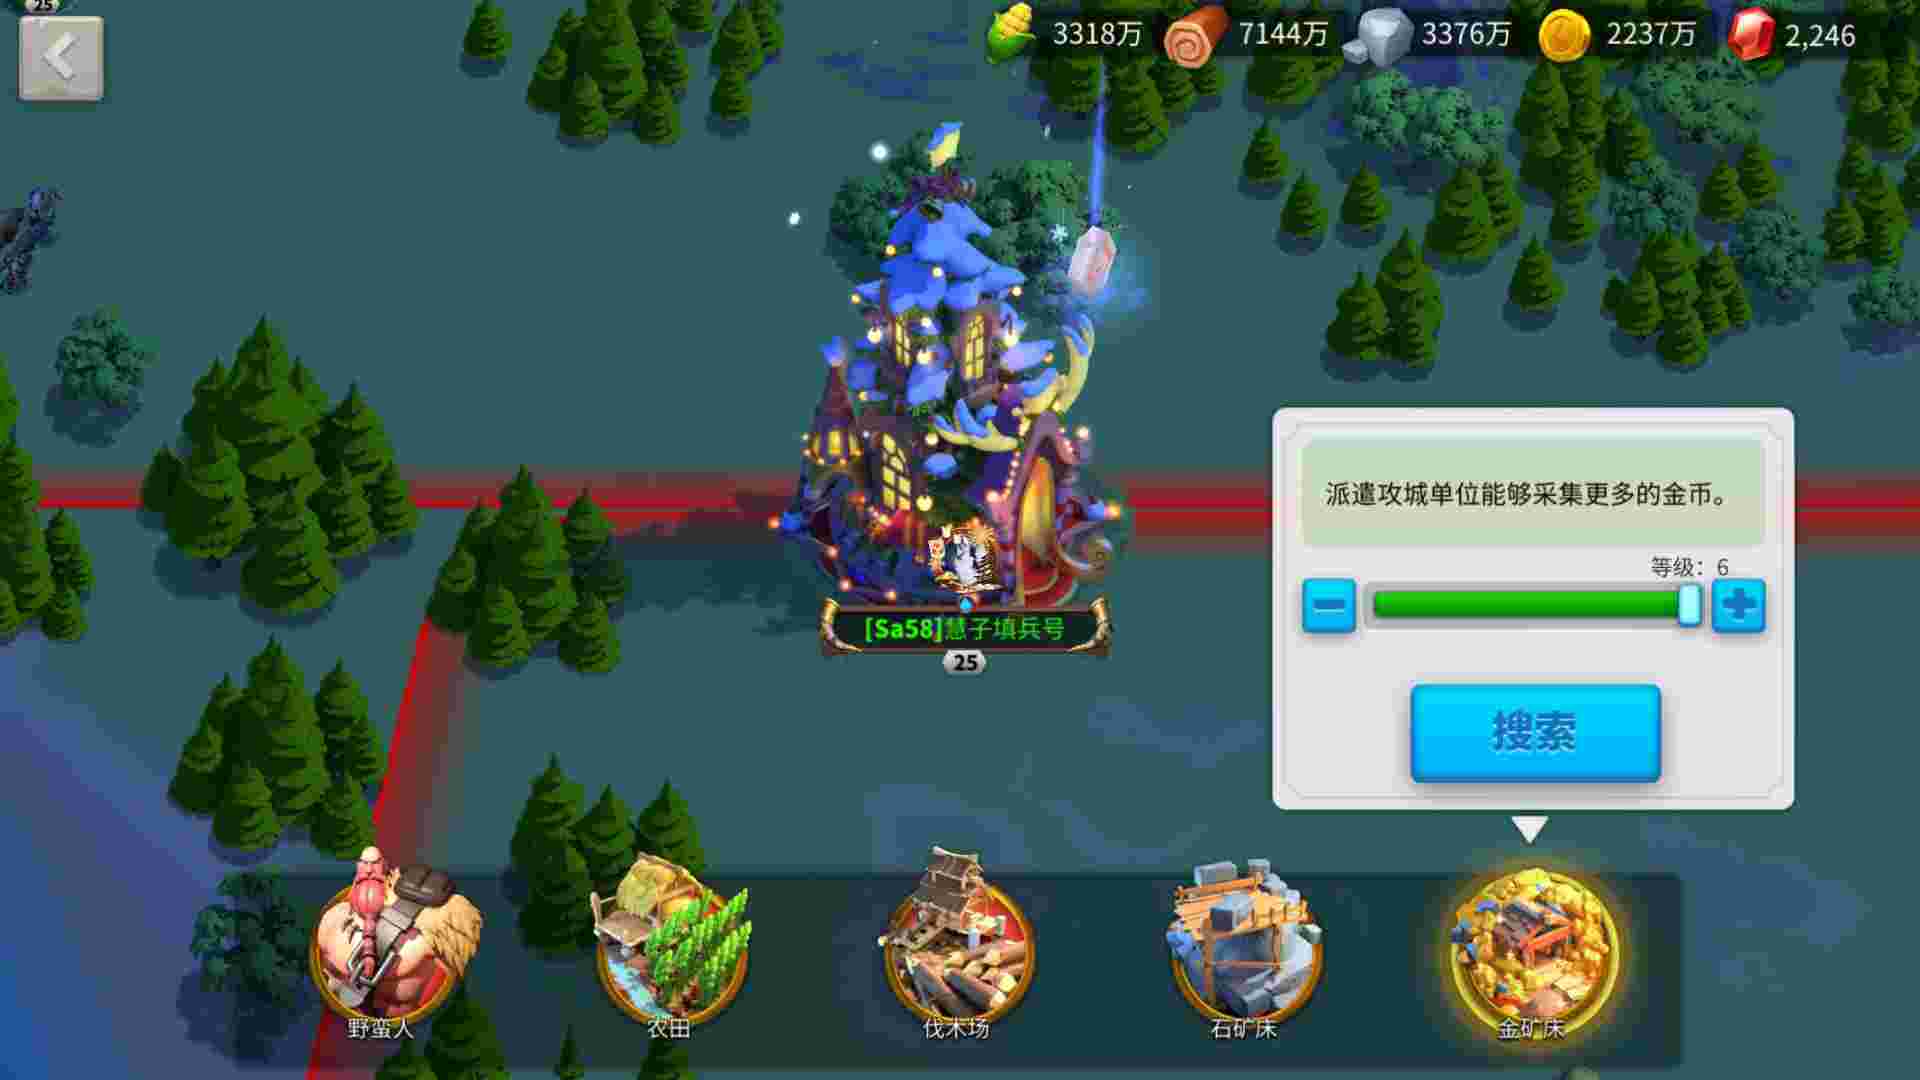 25
3318万
7144万
3376万
2237万
2,246
派遣攻城单位能够采集更多的金币。
等级：6
搜索
[Sa58]慧子填兵号
25
野蛮人
农田
伐木场
石矿床
金矿床